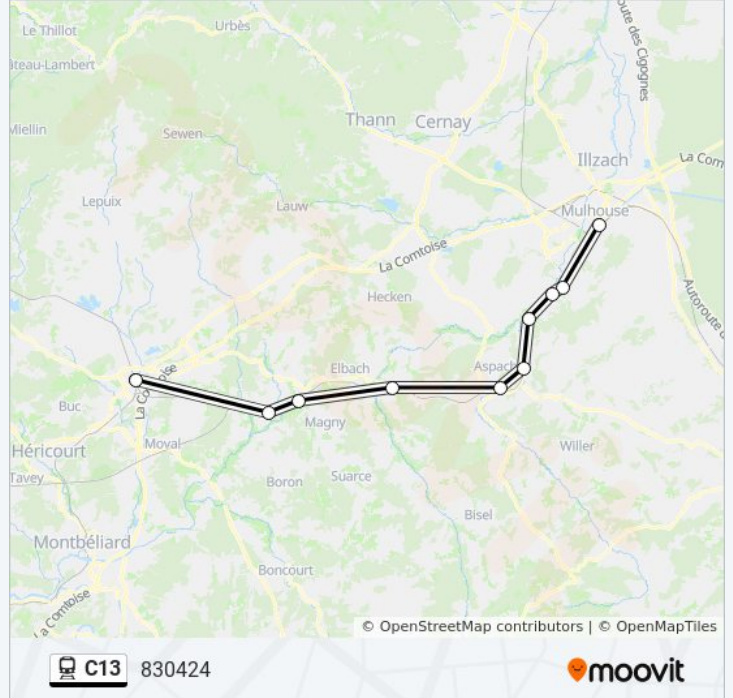 Le Thillot
Urbès
Route des Cigognes
âteau-Lambert
Thann
Cernay
Miellin
Sewen
Illzach
La Com
Lepuix
Lauw
Mulhouse
La Comtoise
Hecken
Autoroute d
Elbach
Aspach
La Comtoise
Buc
Magny
Moval
Héricourt
Willer
Tavey
Boron
Suarce
Bisel
Montbéliard
Boncourt
La Comtoise
© OpenStreetMap contributors | © OpenMapTiles
C13 830424
moovit